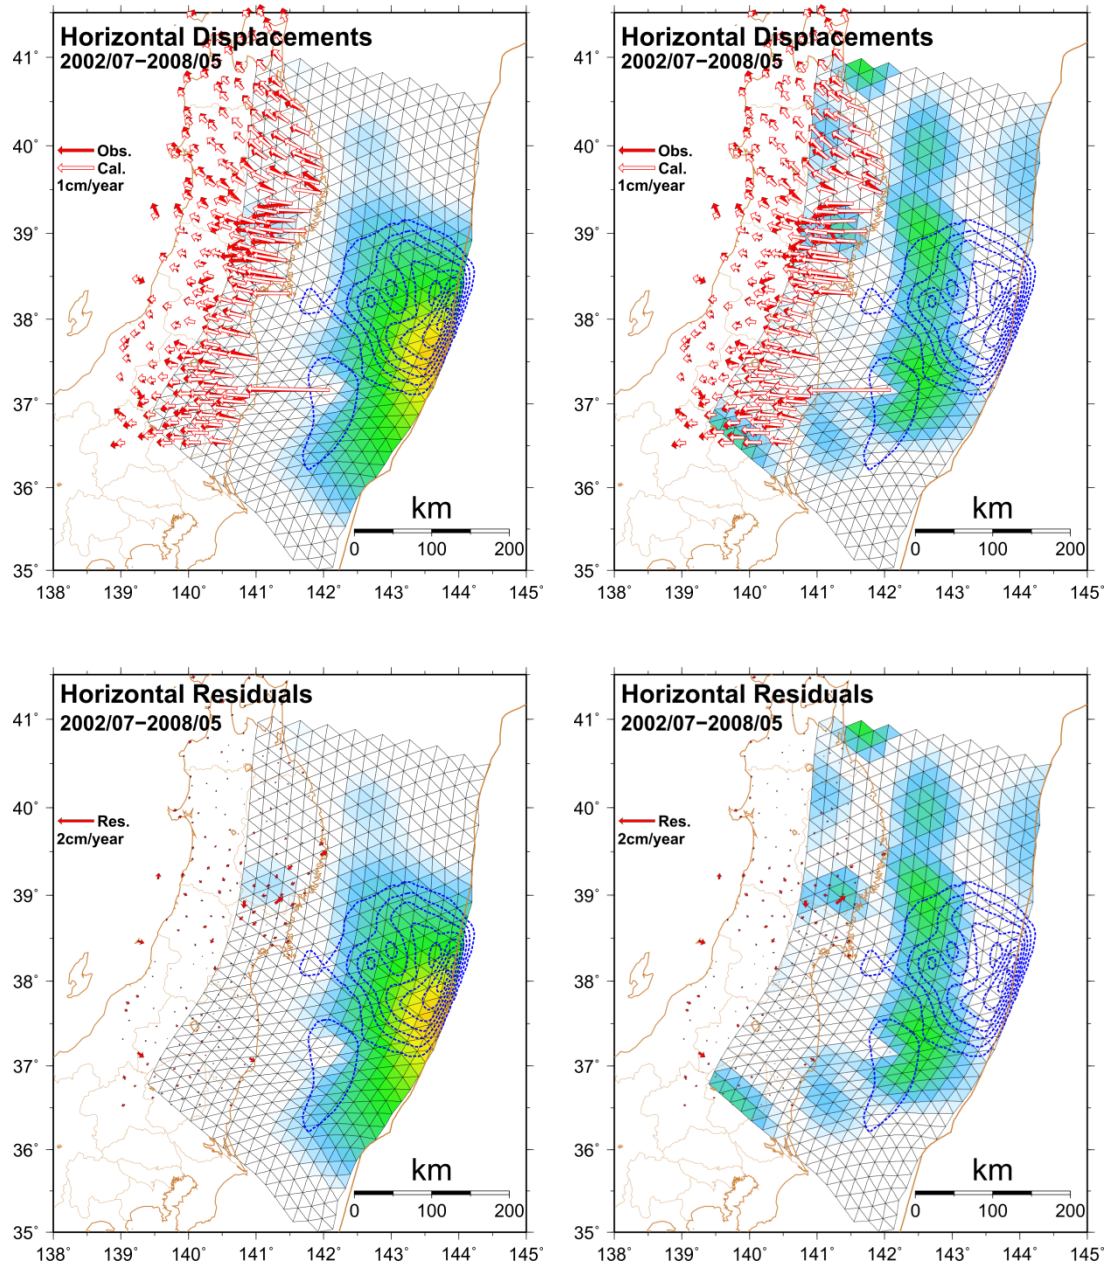 Horizontal Displacements
2002/07−2008/05
41°
40°
39°
38°
37°
36°
35°
Obs.
Cal.
1cm/year
km
0 100 200
138 139 140 141 142 143 144 145
Horizontal Displacements
2002/07−2008/05
41°
40°
39°
38°
37°
36°
35°
Obs.
Cal.
1cm/year
km
0 100 200
138 139 140 141 142 143 144 145°
Horizontal Residuals
2002/07−2008/05
41°
40°
39°
38°
37°
36°
35°
Res.
2cm/year
km
0 100 200
138 139 140 141 142 143 144 145
Horizontal Residuals
2002/07−2008/05
41°
40°
39°
38°
37°
36°
35°
Res.
2cm/year
km
0 100 200
138 139 140 141 142 143 144 145°